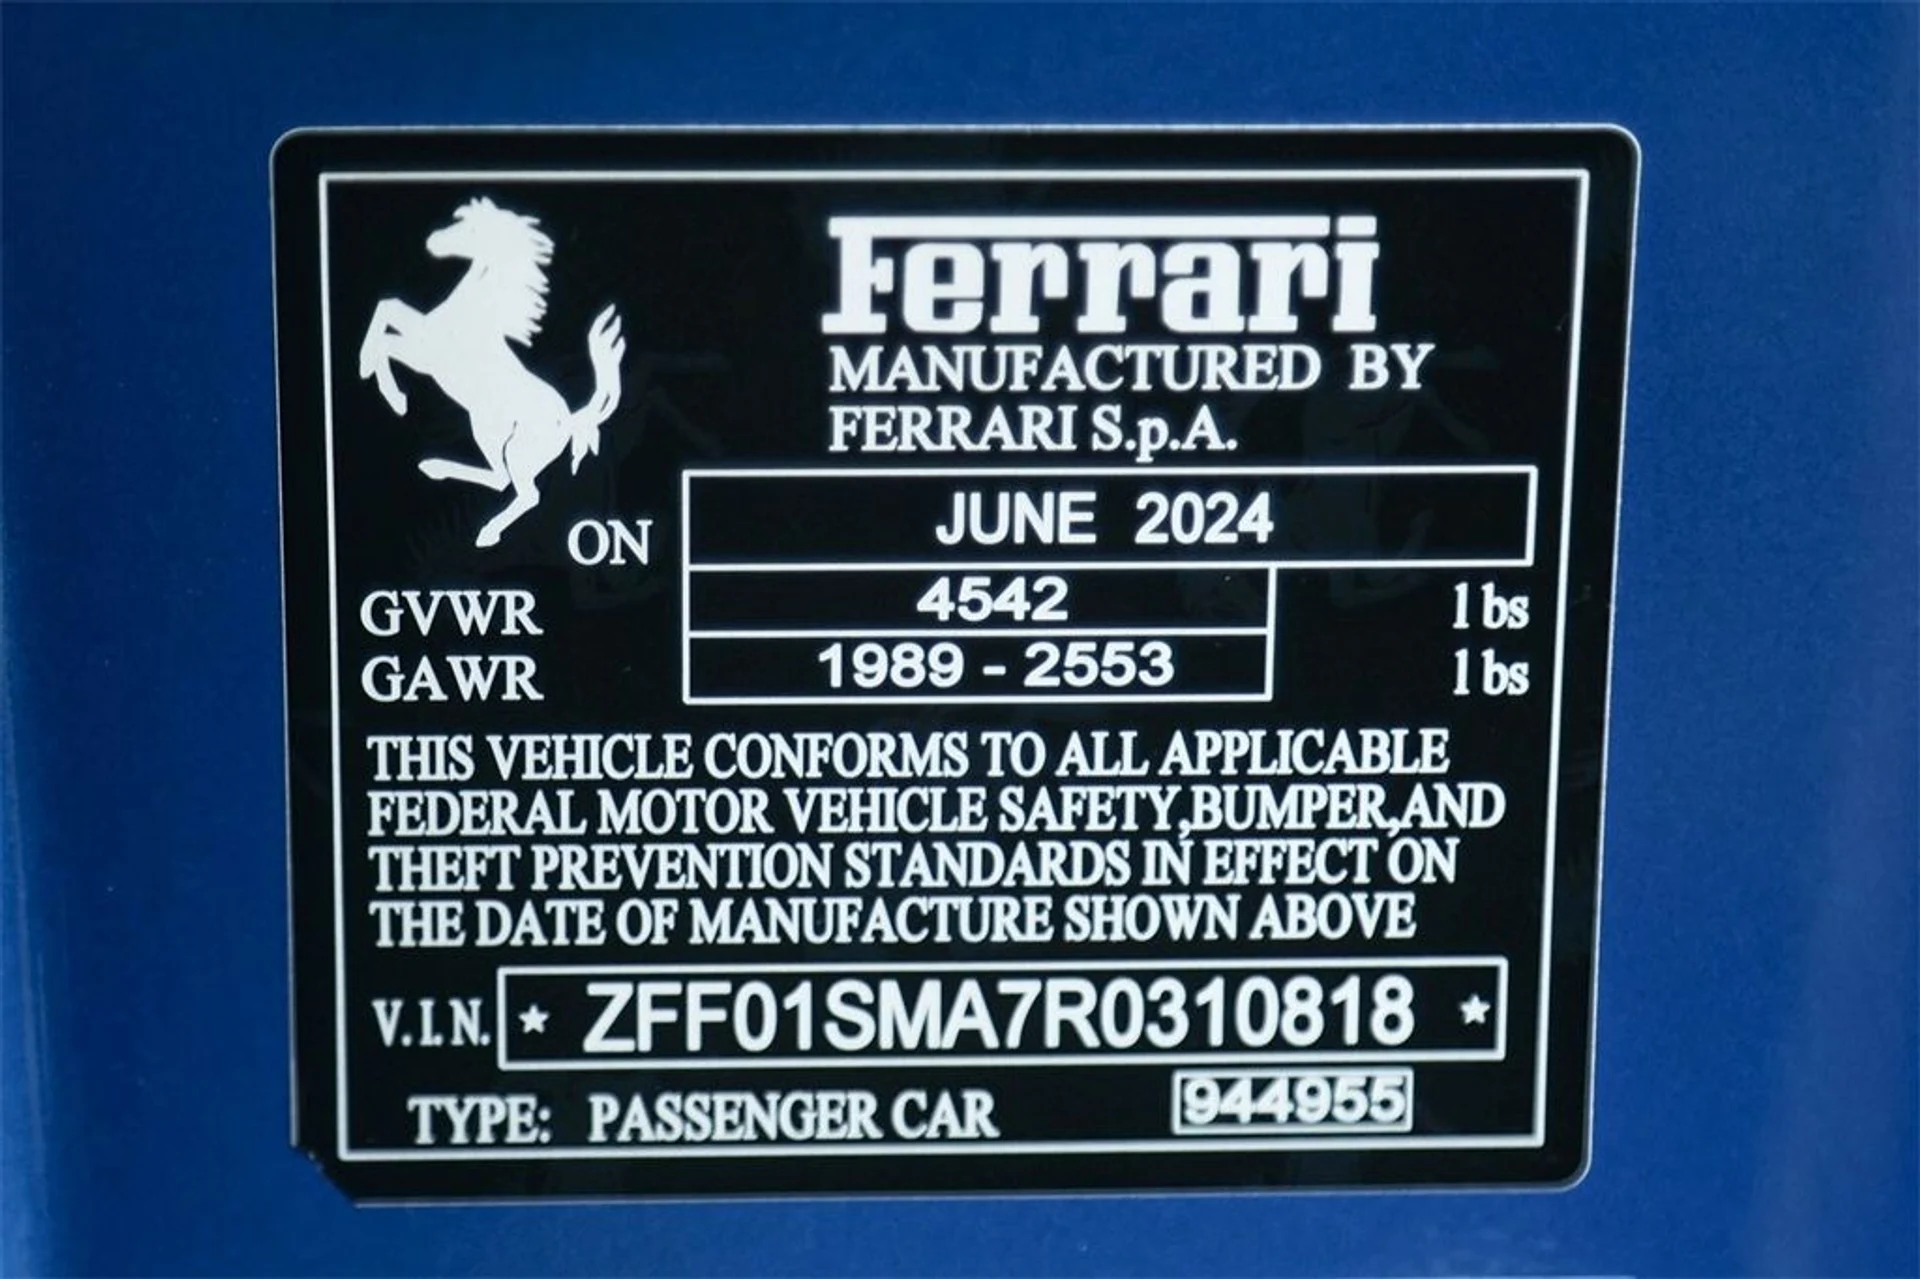 Ferrari
MANUFACTURED BY
FERRARI S.p.A.
ON JUNE 2024
GVWR 4542 lbs
GAWR 1989 - 2553 lbs
THIS VEHICLE CONFORMS TO ALL APPLICABLE
FEDERAL MOTOR VEHICLE SAFETY,BUMPER,AND
THEFT PREVENTION STANDARDS IN EFFECT ON
THE DATE OF MANUFACTURE SHOWN ABOVE
V.I.N. ★ ZFF01SMA7R0310818 ★
TYPE: PASSENGER CAR 944955